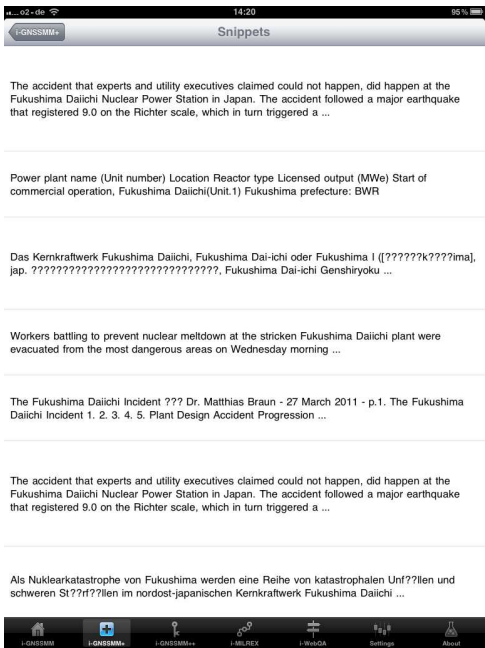 o2-de 14:20 95%
i-GNSSMM+ Snippets
The accident that experts and utility executives claimed could not happen, did happen at the
Fukushima Daiichi Nuclear Power Station in Japan. The accident followed a major earthquake
that registered 9.0 on the Richter scale, which in turn triggered a ...
Power plant name (Unit number) Location Reactor type Licensed output (MWe) Start of
commercial operation, Fukushima Daiichi(Unit.1) Fukushima prefecture: BWR
Das Kernkraftwerk Fukushima Daiichi, Fukushima Dai-ichi oder Fukushima I ([??????k????ima],
jap. ??????????????????????????????, Fukushima Dai-ichi Genshiryoku ...
Workers battling to prevent nuclear meltdown at the stricken Fukushima Daiichi plant were
evacuated from the most dangerous areas on Wednesday morning ...
The Fukushima Daiichi Incident ??? Dr. Matthias Braun - 27 March 2011 - p.1. The Fukushima
Daiichi Incident 1. 2. 3. 4. 5. Plant Design Accident Progression ...
The accident that experts and utility executives claimed could not happen, did happen at the
Fukushima Daiichi Nuclear Power Station in Japan. The accident followed a major earthquake
that registered 9.0 on the Richter scale, which in turn triggered a ...
Als Nuklearkatastrophe von Fukushima werden eine Reihe von katastrophalen Unf??llen und
schweren St??rf??llen im nordost-japanischen Kernkraftwerk Fukushima Daiichi ...
i-GNSSMM i-GNSSMM+ i-GNSSMM++ i-MILREX i-WebQA Settings About